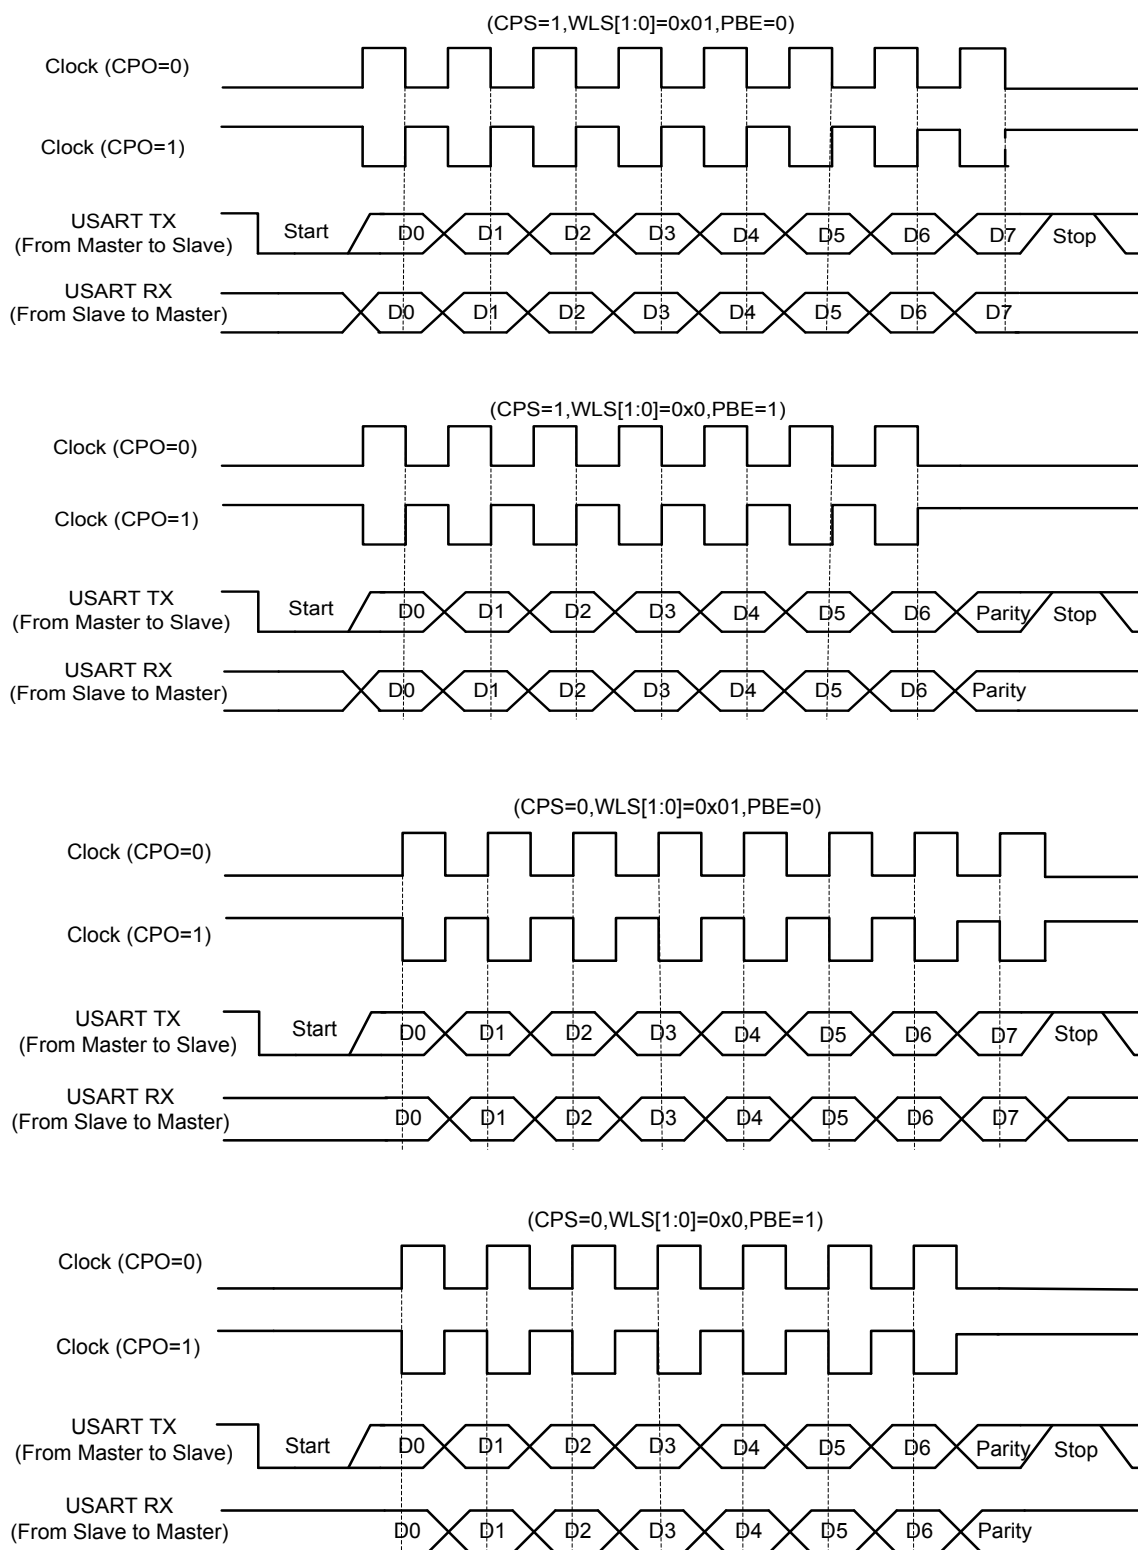 (CPS=1,WLS[1:0]=0x01,PBE=0)
Clock (CPO=0)
Clock (CPO=1)
USART TX
(From Master to Slave)
Start D0 D1 D2 D3 D4 D5 D6 D7 Stop
USART RX
(From Slave to Master)
D0 D1 D2 D3 D4 D5 D6 D7
(CPS=1,WLS[1:0]=0x0,PBE=1)
Clock (CPO=0)
Clock (CPO=1)
USART TX
(From Master to Slave)
Start D0 D1 D2 D3 D4 D5 D6 Parity Stop
USART RX
(From Slave to Master)
D0 D1 D2 D3 D4 D5 D6 Parity
(CPS=0,WLS[1:0]=0x01,PBE=0)
Clock (CPO=0)
Clock (CPO=1)
USART TX
(From Master to Slave)
Start D0 D1 D2 D3 D4 D5 D6 D7 Stop
USART RX
(From Slave to Master)
D0 D1 D2 D3 D4 D5 D6 D7
(CPS=0,WLS[1:0]=0x0,PBE=1)
Clock (CPO=0)
Clock (CPO=1)
USART TX
(From Master to Slave)
Start D0 D1 D2 D3 D4 D5 D6 Parity Stop
USART RX
(From Slave to Master)
D0 D1 D2 D3 D4 D5 D6 Parity